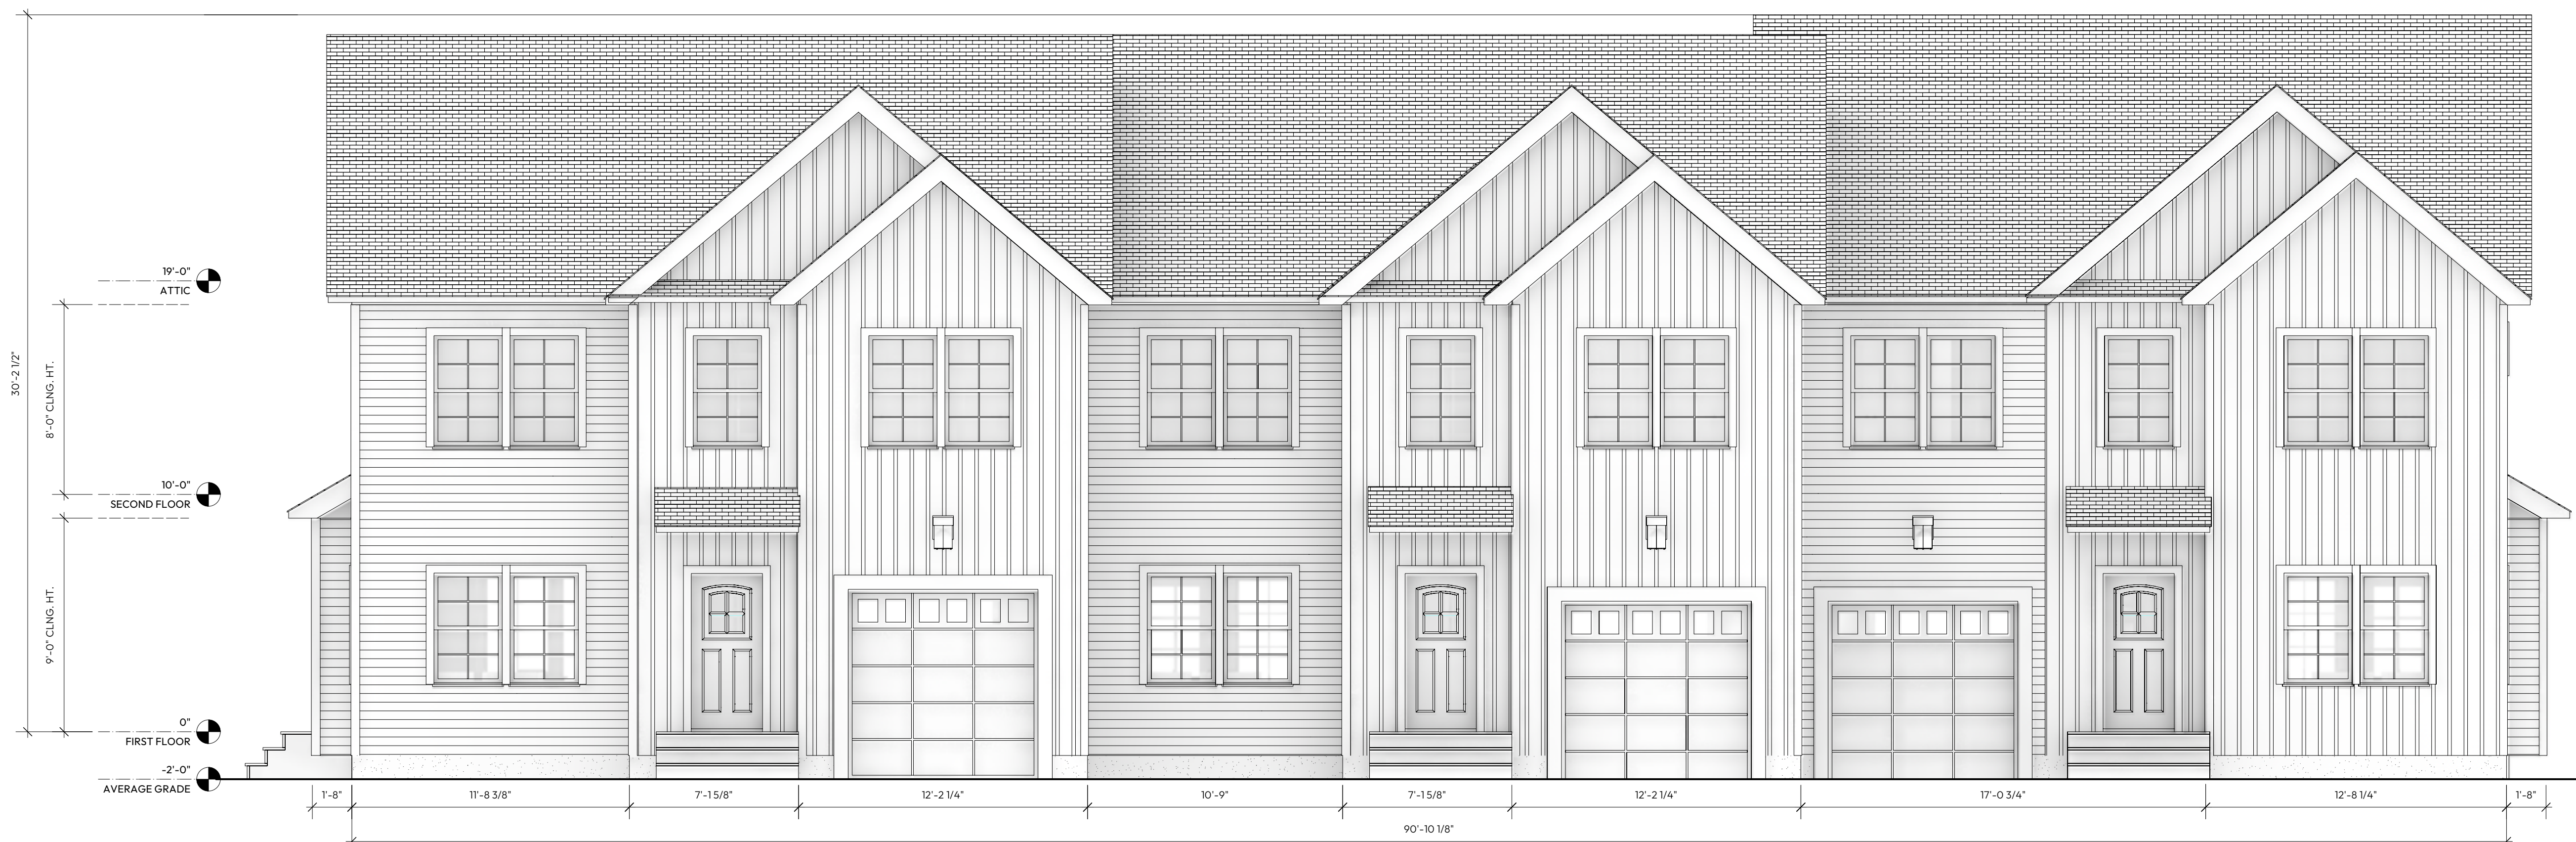 30'-2 1/2"
8'-0" CLNG. HT.
9'-0" CLNG. HT.
19'-0"
ATTIC
10'-0"
SECOND FLOOR
0"
FIRST FLOOR
-2'-0"
AVERAGE GRADE
1'-8"
11'-8 3/8"
7'-1 5/8"
12'-2 1/4"
10'-9"
7'-1 5/8"
12'-2 1/4"
17'-0 3/4"
12'-8 1/4"
1'-8"
90'-10 1/8"